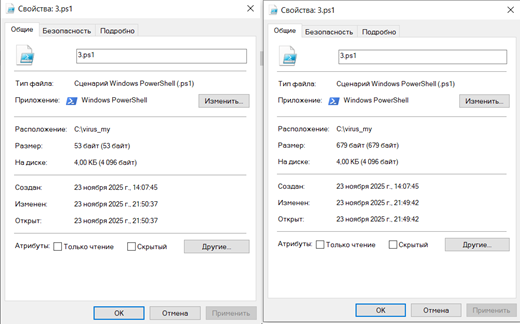 Свойства: 3.ps1
Общие Безопасность Подробно
3.ps1
Тип файла: Сценарий Windows PowerShell (.ps1)
Приложение: Windows PowerShell Изменить...
Расположение: C:\virus_my
Размер: 53 байт (53 байт)
На диске: 4,00 КБ (4 096 байт)
Создан: 23 ноября 2025 г., 14:07:45
Изменен: 23 ноября 2025 г., 21:50:37
Открыт: 23 ноября 2025 г., 21:50:37
Атрибуты: Только чтение Скрытый Другие...
ОК Отмена Применить
Свойства: 3.ps1
Общие Безопасность Подробно
3.ps1
Тип файла: Сценарий Windows PowerShell (.ps1)
Приложение: Windows PowerShell Изменить...
Расположение: C:\virus_my
Размер: 679 байт (679 байт)
На диске: 4,00 КБ (4 096 байт)
Создан: 23 ноября 2025 г., 14:07:45
Изменен: 23 ноября 2025 г., 21:49:42
Открыт: 23 ноября 2025 г., 21:49:42
Атрибуты: Только чтение Скрытый Другие...
ОК Отмена Применить